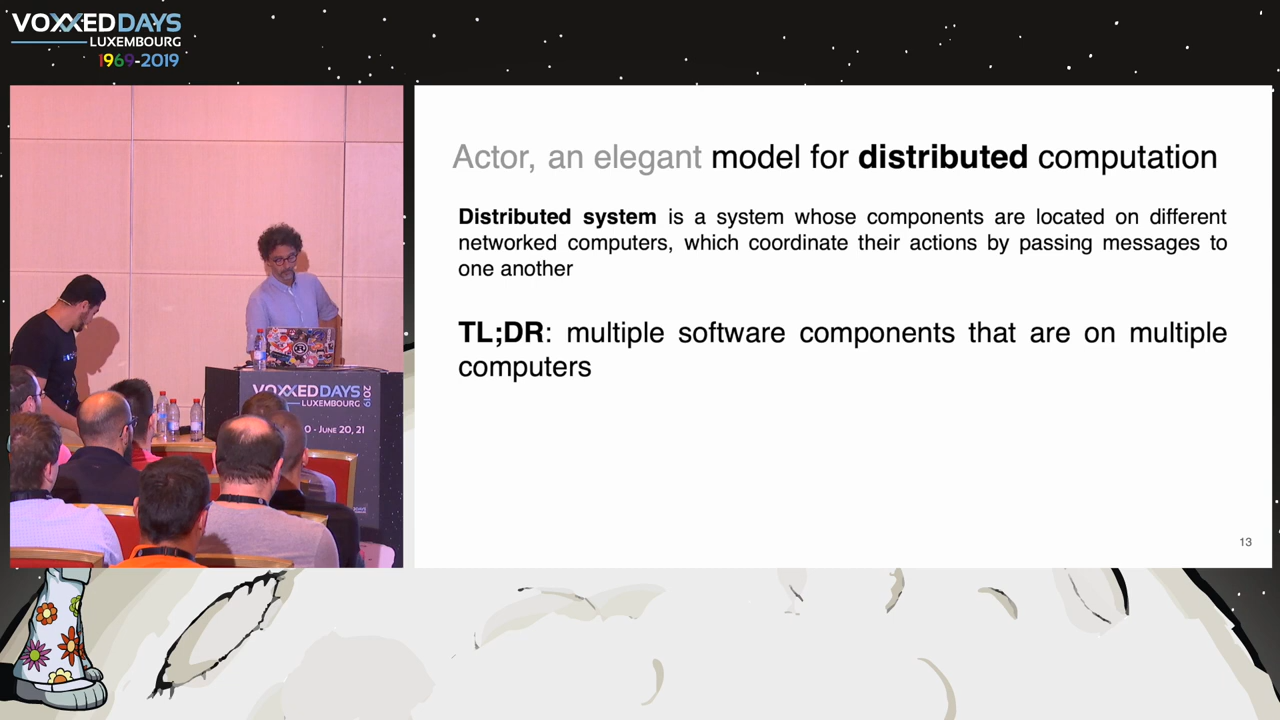 VOXXEDDAYS
LUXEMBOURG
1969-2019
Actor, an elegant model for distributed computation
Distributed system is a system whose components are located on different
networked computers, which coordinate their actions by passing messages to
one another
TL;DR: multiple software components that are on multiple
computers
13
VOXXEDDAYS 2019
LUXEMBOURG
0 - JUNE 20, 21